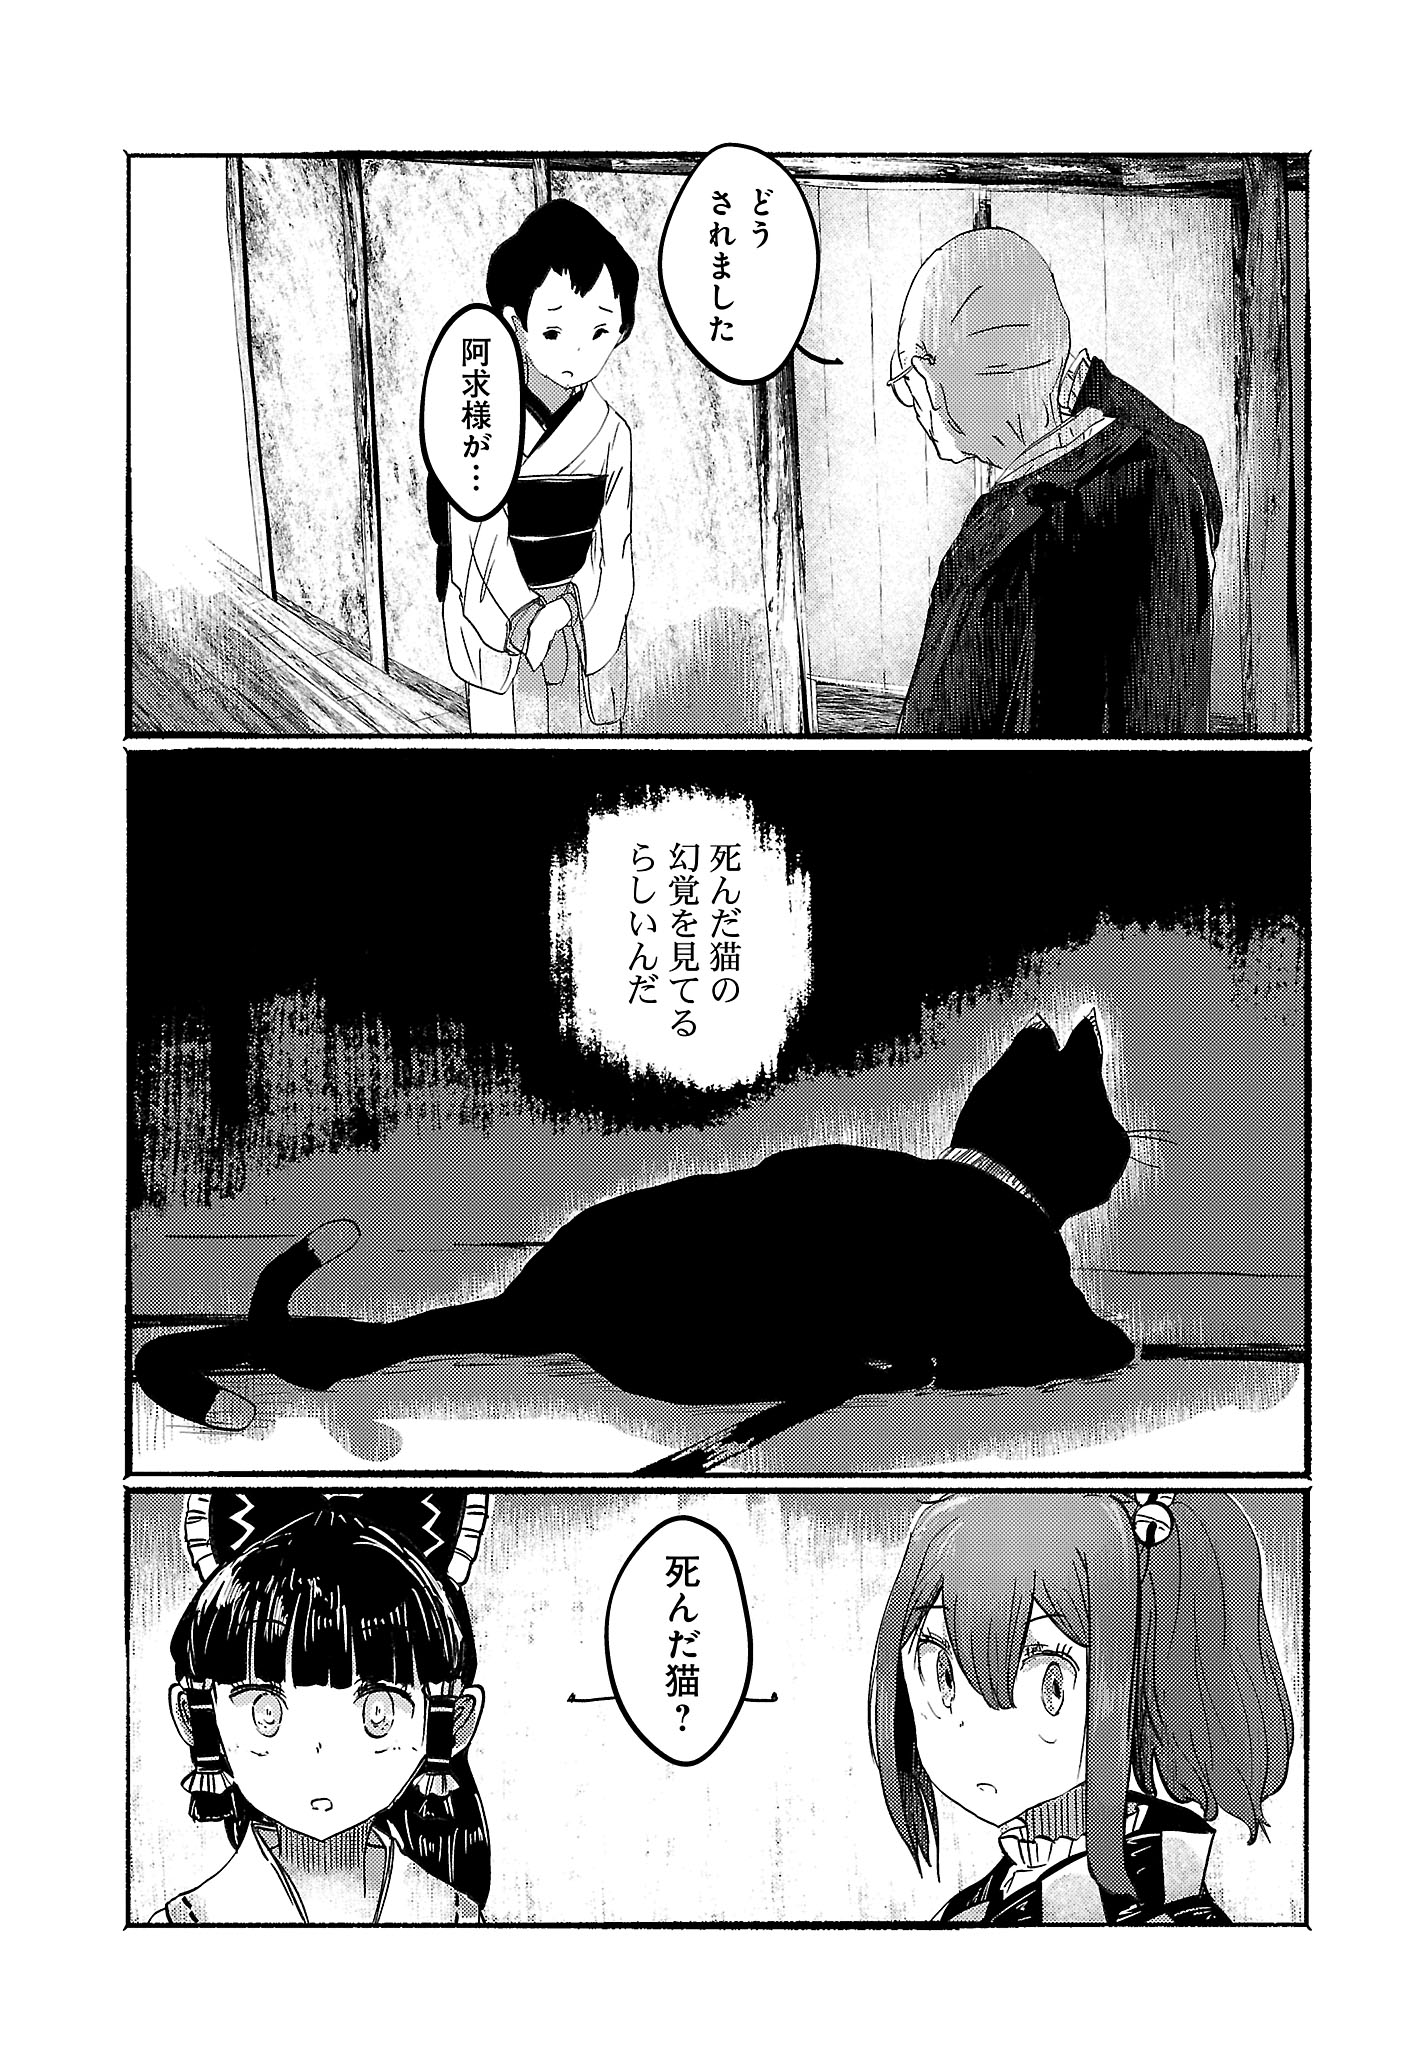 どう
されました
阿求様が…
死んだ猫の
幻覚を見てる
らしいんだ
死んだ猫?